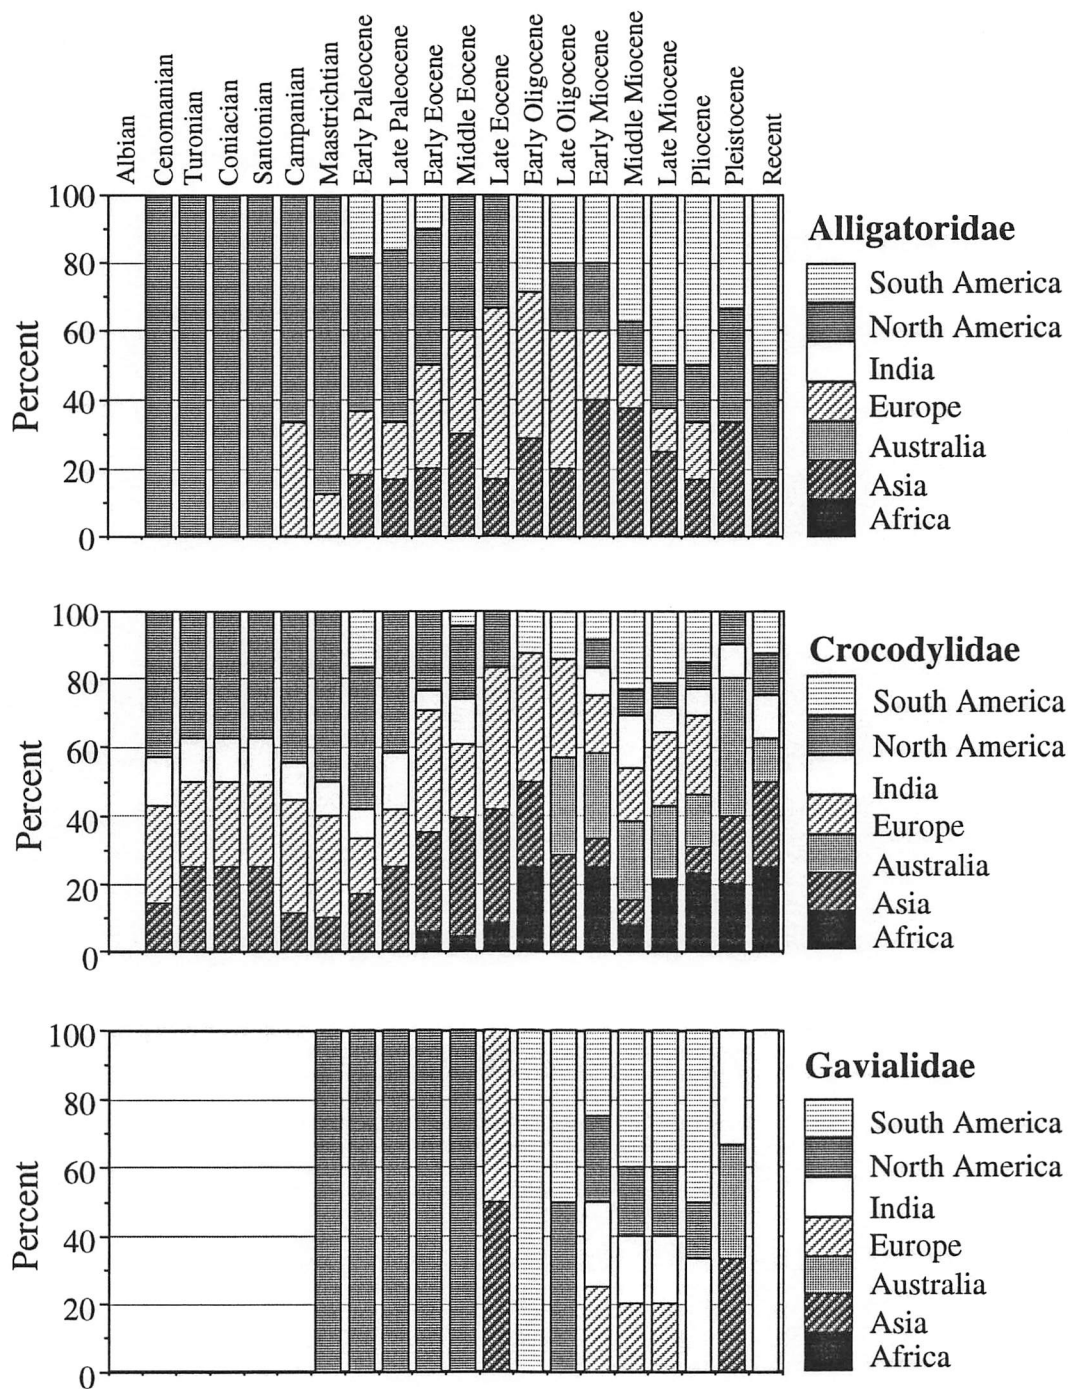 Albian
Cenomanian
Turonian
Coniacian
Santonian
Campanian
Maastrichtian
Early Paleocene
Late Paleocene
Early Eocene
Middle Eocene
Late Eocene
Early Oligocene
Late Oligocene
Early Miocene
Middle Miocene
Late Miocene
Pliocene
Pleistocene
Recent
Percent
100
80
60
40
20
0
Alligatoridae
South America
North America
India
Europe
Australia
Asia
Africa
Percent
100
80
60
40
20
0
Crocodylidae
South America
North America
India
Europe
Australia
Asia
Africa
Percent
100
80
60
40
20
0
Gavialidae
South America
North America
India
Europe
Australia
Asia
Africa